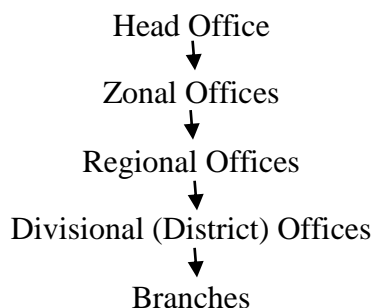 Head Office
Zonal Offices
Regional Offices
Divisional (District) Offices
Branches